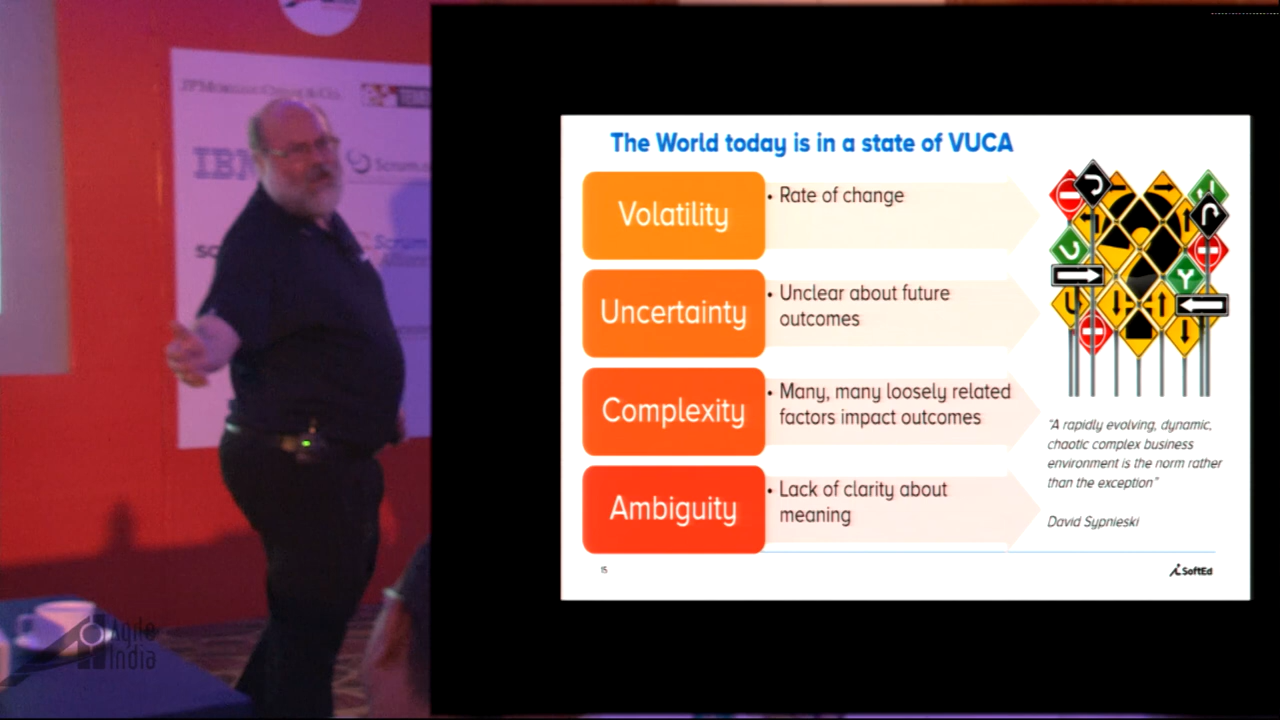 IBM
Scrum
The World today is in a state of VUCA
Volatility
• Rate of change
Uncertainty
• Unclear about future
outcomes
Complexity
• Many, many loosely related
factors impact outcomes
Ambiguity
• Lack of clarity about
meaning
"A rapidly evolving, dynamic,
chaotic complex business
environment is the norm rather
than the exception"
David Sypnieski
15
SoftEd
Agile
India